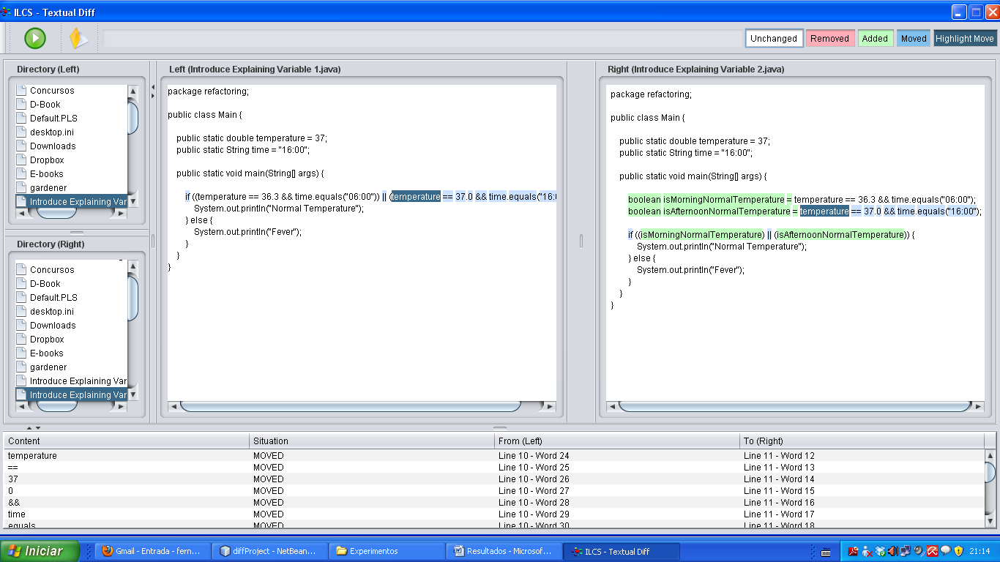 ILCS - Textual Diff
Unchanged
Removed
Added
Moved
Highlight Move
Directory (Left)
Concursos
D-Book
Default.PLS
desktop.ini
Downloads
Dropbox
E-books
gardener
Introduce Explaining Var
Directory (Right)
Concursos
D-Book
Default.PLS
desktop.ini
Downloads
Dropbox
E-books
gardener
Introduce Explaining Var
Introduce Explaining Var
Left (Introduce Explaining Variable 1.java)
package refactoring;
public class Main {
public static double temperature = 37;
public static String time = "16:00";
public static void main(String[] args) {
if ((temperature == 36.3 && time.equals("06:00")) || (temperature == 37.0 && time.equals("16:0
System.out.println("Normal Temperature");
} else {
System.out.println("Fever");
}
}
}
Right (Introduce Explaining Variable 2.java)
package refactoring;
public class Main {
public static double temperature = 37;
public static String time = "16:00";
public static void main(String[] args) {
boolean isMorningNormalTemperature = temperature == 36.3 && time.equals("06:00");
boolean isAfternoonNormalTemperature = temperature == 37.0 && time.equals("16:00");
if ((isMorningNormalTemperature) || (isAfternoonNormalTemperature)) {
System.out.println("Normal Temperature");
} else {
System.out.println("Fever");
}
}
}
Content Situation From (Left) To (Right)
temperature MOVED Line 10 - Word 24 Line 11 - Word 12
== MOVED Line 10 - Word 25 Line 11 - Word 13
37 MOVED Line 10 - Word 26 Line 11 - Word 14
0 MOVED Line 10 - Word 27 Line 11 - Word 15
&& MOVED Line 10 - Word 28 Line 11 - Word 16
time MOVED Line 10 - Word 29 Line 11 - Word 17
equals MOVED Line 10 - Word 30 Line 11 - Word 18
Iniciar
Gmail - Entrada - fern...
diffProject - NetBean...
Experimentos
Resultados - Microsof...
ILCS - Textual Diff
21:14